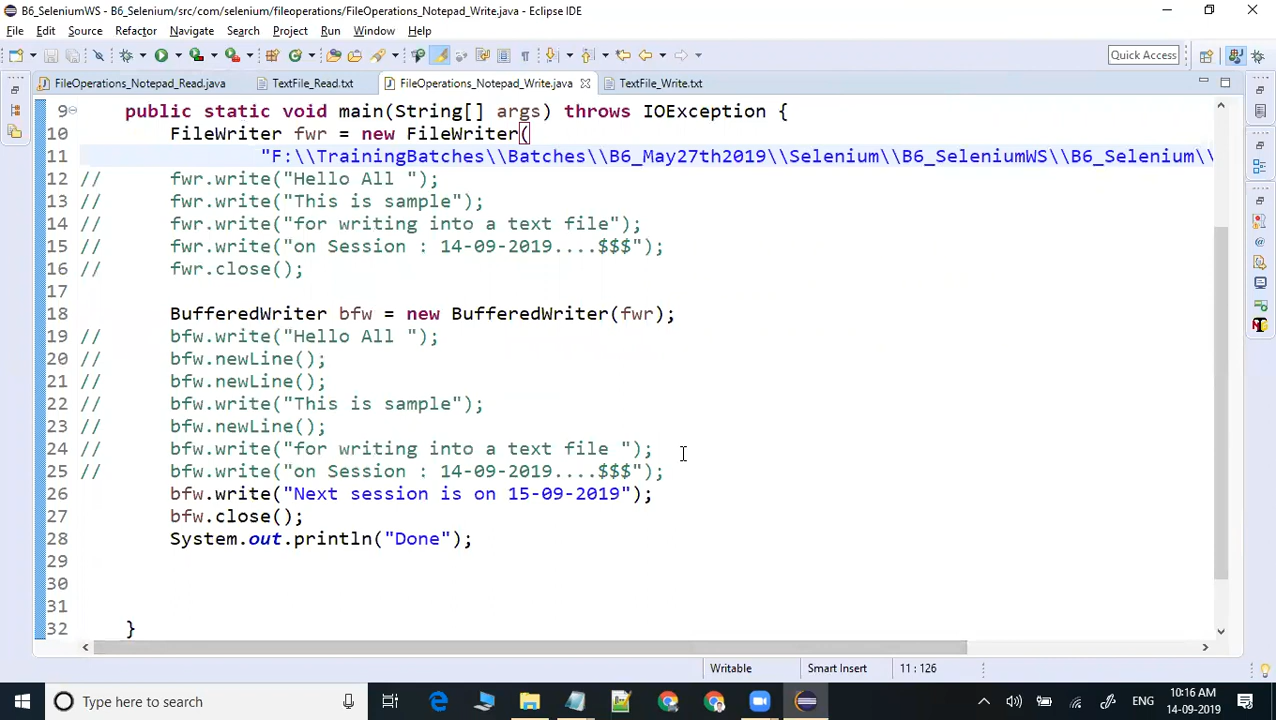 B6_SeleniumWS - B6_Selenium/src/com/selenium/fileoperations/FileOperations_Notepad_Write.java - Eclipse IDE
File Edit Source Refactor Navigate Search Project Run Window Help
Quick Access
FileOperations_Notepad_Read.java TextFile_Read.txt FileOperations_Notepad_Write.java TextFile_Write.txt
9 public static void main(String[] args) throws IOException {
10 FileWriter fwr = new FileWriter(
11 "F:\\TrainingBatches\\Batches\\B6_May27th2019\\Selenium\\B6_SeleniumWS\\B6_Selenium\\
12 // fwr.write("Hello All ");
13 // fwr.write("This is sample");
14 // fwr.write("for writing into a text file");
15 // fwr.write("on Session : 14-09-2019....$$$");
16 // fwr.close();
17
18 BufferedWriter bfw = new BufferedWriter(fwr);
19 // bfw.write("Hello All ");
20 // bfw.newLine();
21 // bfw.newLine();
22 // bfw.write("This is sample");
23 // bfw.newLine();
24 // bfw.write("for writing into a text file ");
25 // bfw.write("on Session : 14-09-2019....$$$");
26 bfw.write("Next session is on 15-09-2019");
27 bfw.close();
28 System.out.println("Done");
29
30
31
32 }
Writable Smart Insert 11 : 126
Type here to search
ENG
10:16 AM
14-09-2019